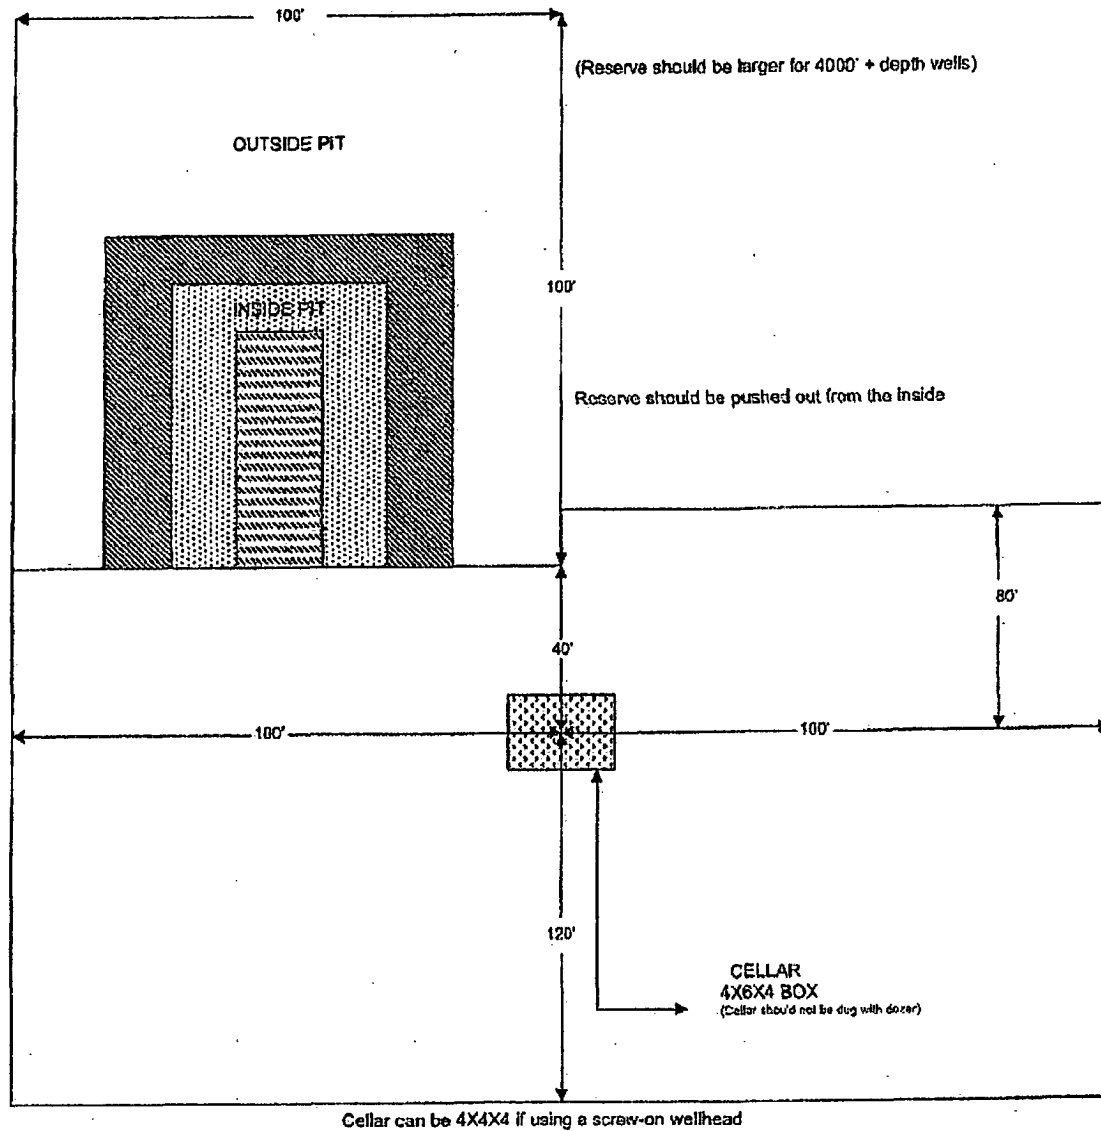 100'
(Reserve should be larger for 4000' + depth wells)
OUTSIDE PIT
100'
INSIDE PIT
Reserve should be pushed out from the inside
80'
40'
100'
100'
120'
CELLAR
4X6X4 BOX
(Cellar should not be dug with dozer)
Cellar can be 4X4X4 if using a screw-on wellhead